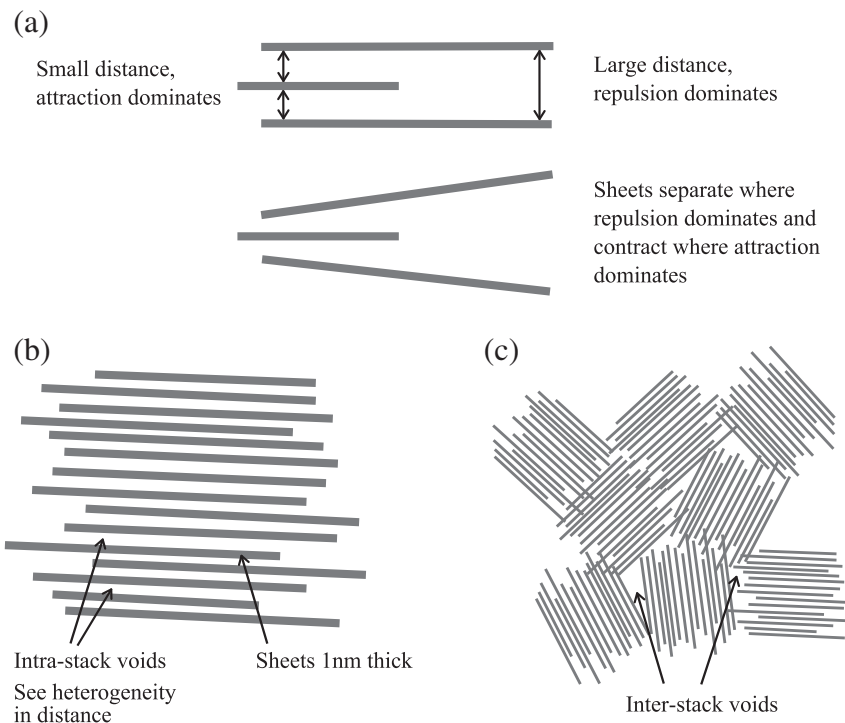 (a)
Small distance,
attraction dominates
Large distance,
repulsion dominates
Sheets separate where
repulsion dominates and
contract where attraction
dominates
(b)
Intra-stack voids
See heterogeneity
in distance
Sheets 1nm thick
(c)
Inter-stack voids